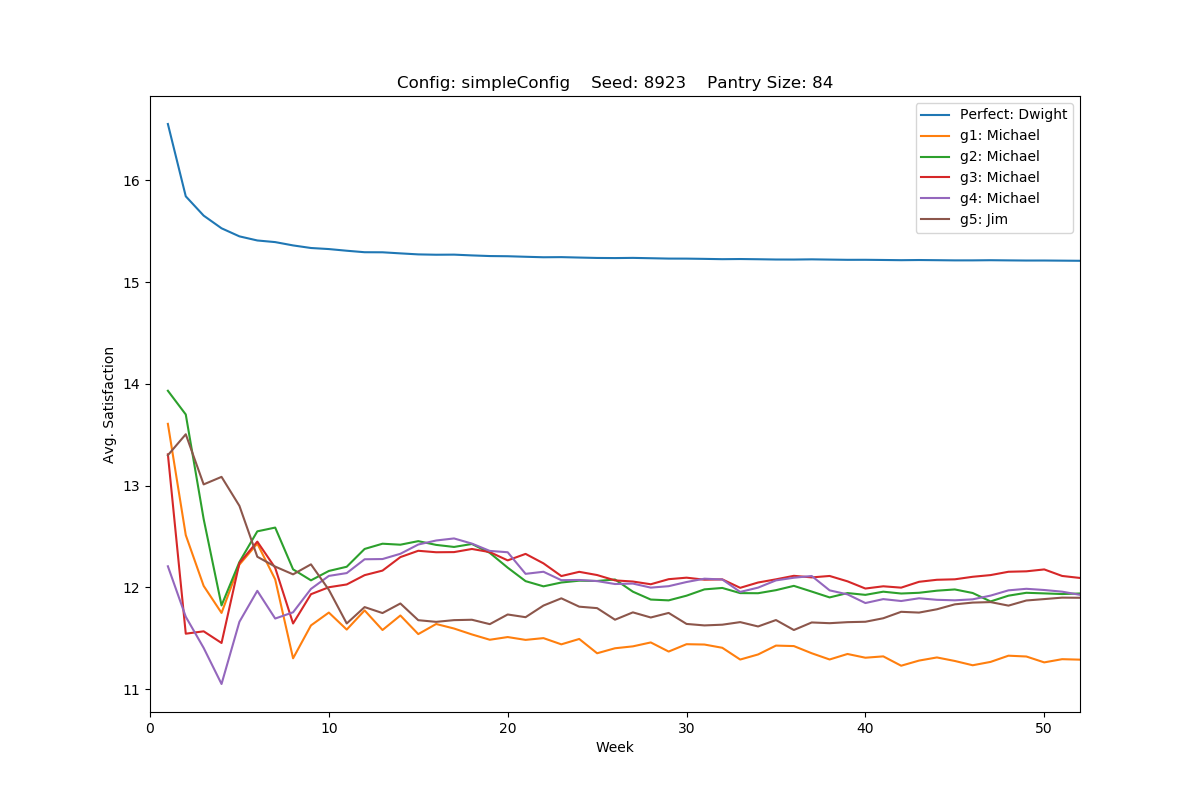 Config: simpleConfig    Seed: 8923    Pantry Size: 84
Perfect: Dwight
g1: Michael
g2: Michael
g3: Michael
g4: Michael
g5: Jim
Avg. Satisfaction
16
15
14
13
12
11
0 10 20 30 40 50
Week